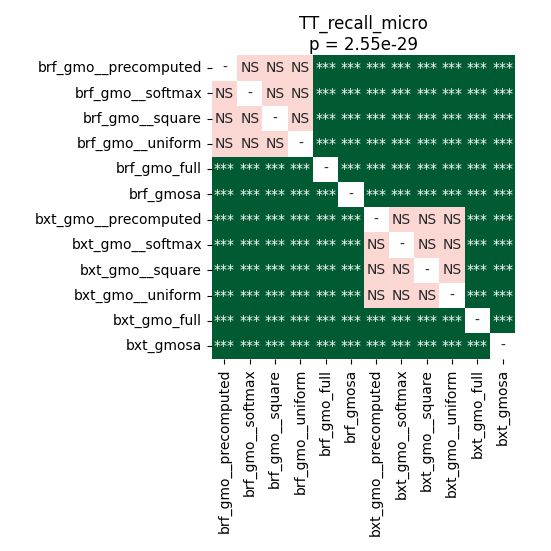 TT_recall_micro
p = 2.55e-29
brf_gmo__precomputed - NS NS NS *** *** *** *** *** *** *** ***
brf_gmo__softmax NS - NS NS *** *** *** *** *** *** *** ***
brf_gmo__square NS NS - NS *** *** *** *** *** *** *** ***
brf_gmo__uniform NS NS NS - *** *** *** *** *** *** *** ***
brf_gmo_full *** *** *** *** - *** *** *** *** *** *** ***
brf_gmosa *** *** *** *** *** - *** *** *** *** *** ***
bxt_gmo__precomputed *** *** *** *** *** *** - NS NS NS *** ***
bxt_gmo__softmax *** *** *** *** *** *** NS - NS NS *** ***
bxt_gmo__square *** *** *** *** *** *** NS NS - NS *** ***
bxt_gmo__uniform *** *** *** *** *** *** NS NS NS - *** ***
bxt_gmo_full *** *** *** *** *** *** *** *** *** *** - ***
bxt_gmosa *** *** *** *** *** *** *** *** *** *** *** -
brf_gmo__precomputed
brf_gmo__softmax
brf_gmo__square
brf_gmo__uniform
brf_gmo_full
brf_gmosa
bxt_gmo__precomputed
bxt_gmo__softmax
bxt_gmo__square
bxt_gmo__uniform
bxt_gmo_full
bxt_gmosa